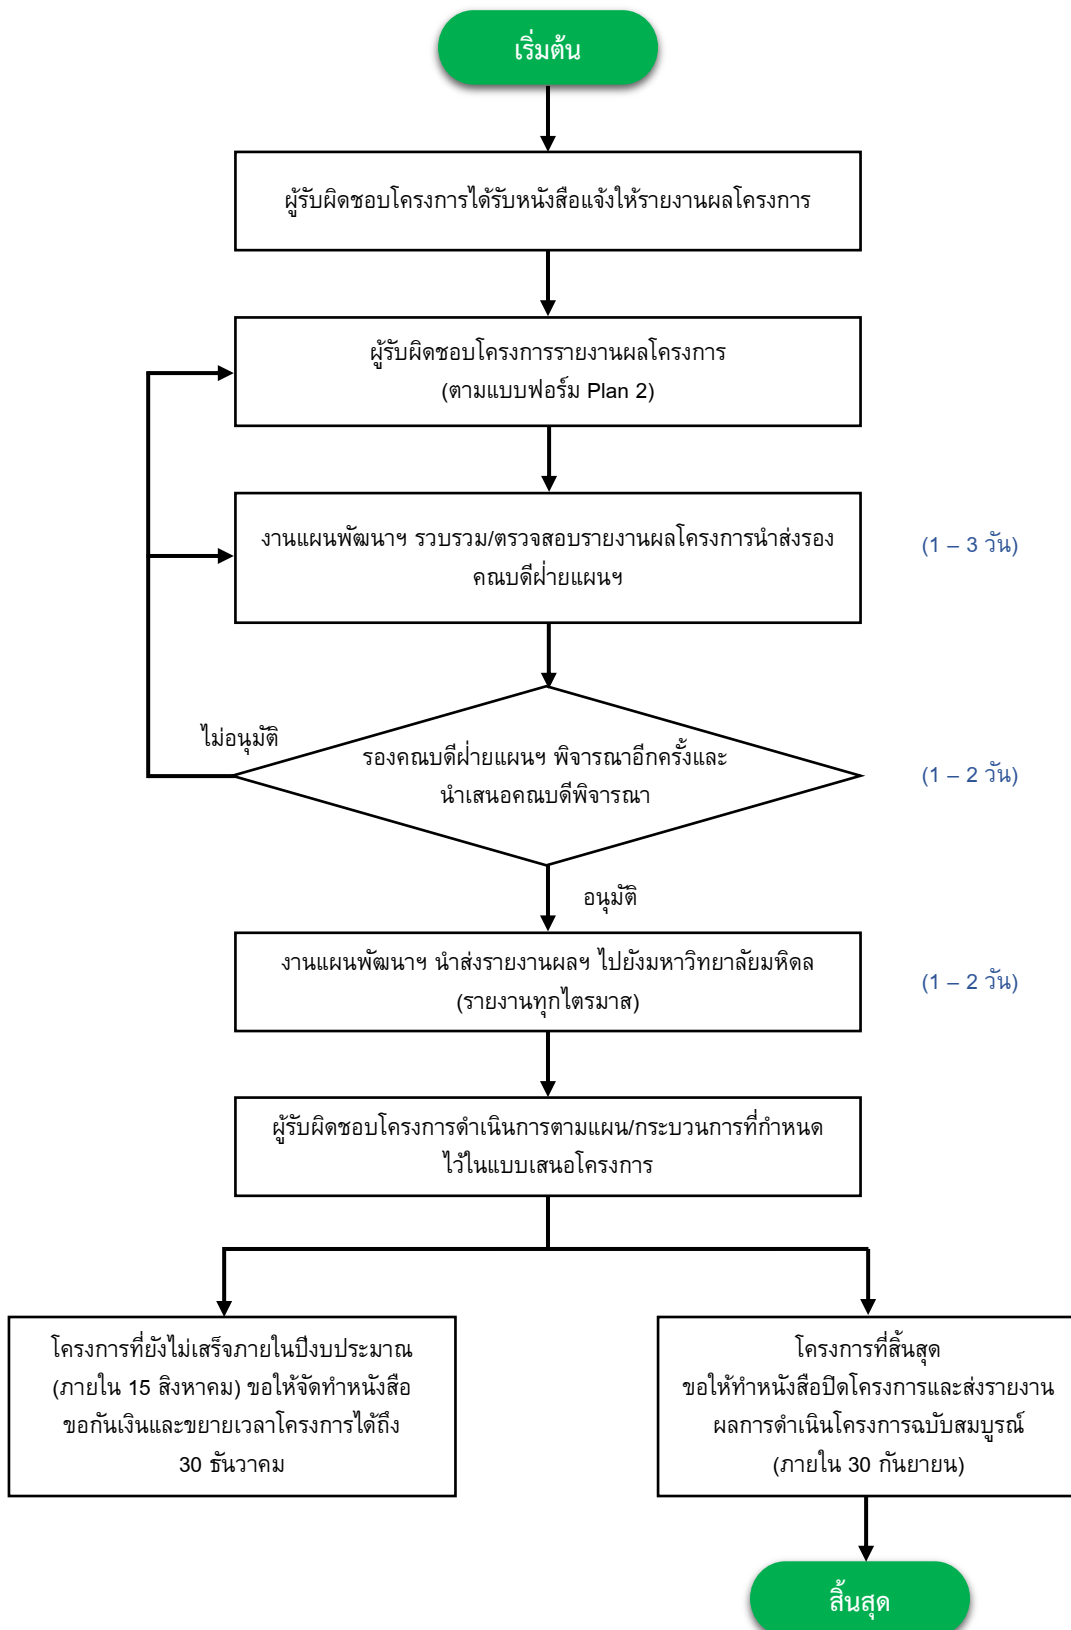 เริ่มต้น
ผู้รับผิดชอบโครงการได้รับหนังสือแจ้งให้รายงานผลโครงการ
ผู้รับผิดชอบโครงการรายงานผลโครงการ
(ตามแบบฟอร์ม Plan 2)
งานแผนพัฒนาฯ รวบรวม/ตรวจสอบรายงานผลโครงการนำส่งรอง
คณบดีฝ่ายแผนฯ
(1 – 3 วัน)
ไม่อนุมัติ
รองคณบดีฝ่ายแผนฯ พิจารณาอีกครั้งและ
นำเสนอคณบดีพิจารณา
(1 – 2 วัน)
อนุมัติ
งานแผนพัฒนาฯ นำส่งรายงานผลฯ ไปยังมหาวิทยาลัยมหิดล
(รายงานทุกไตรมาส)
(1 – 2 วัน)
ผู้รับผิดชอบโครงการดำเนินการตามแผน/กระบวนการที่กำหนด
ไว้ในแบบเสนอโครงการ
โครงการที่ยังไม่เสร็จภายในปีงบประมาณ
(ภายใน 15 สิงหาคม) ขอให้จัดทำหนังสือ
ขอกันเงินและขยายเวลาโครงการได้ถึง
30 ธันวาคม
โครงการที่สิ้นสุด
ขอให้ทำหนังสือปิดโครงการและส่งรายงาน
ผลการดำเนินโครงการฉบับสมบูรณ์
(ภายใน 30 กันยายน)
สิ้นสุด